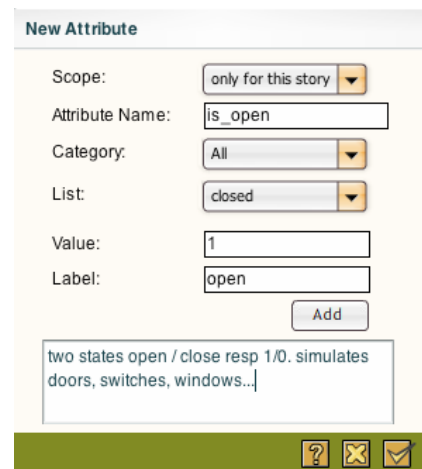 New Attribute
Scope: only for this story
Attribute Name: is_open
Category: All
List: closed
Value: 1
Label: open
Add
two states open / close resp 1/0. simulates
doors, switches, windows...
?